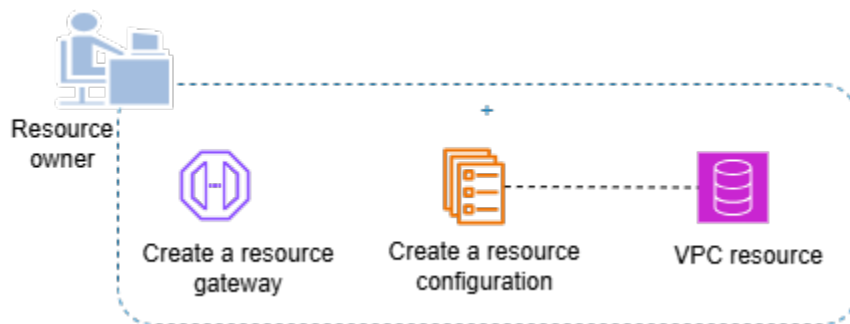 Resource
owner
Create a resource
gateway
Create a resource
configuration
VPC resource